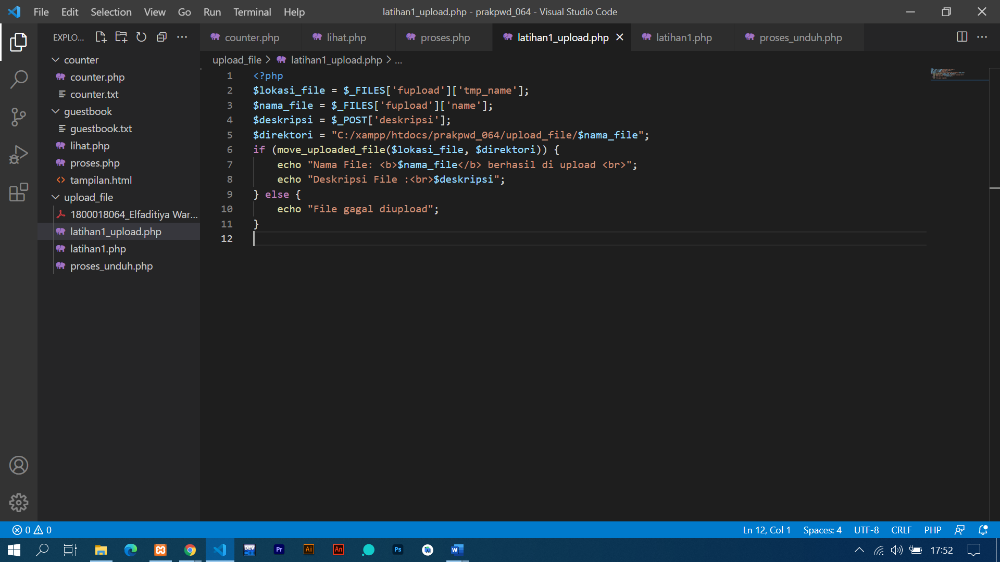 File Edit Selection View Go Run Terminal Help
latihan1_upload.php - prakpwd_064 - Visual Studio Code
EXPLO...
counter
counter.php
counter.txt
guestbook
guestbook.txt
lihat.php
proses.php
tampilan.html
upload_file
1800018064_Elfaditiya War...
latihan1_upload.php
latihan1.php
proses_unduh.php
counter.php lihat.php proses.php latihan1_upload.php latihan1.php proses_unduh.php
upload_file > latihan1_upload.php > ...
1 <?php
2 $lokasi_file = $_FILES['fupload']['tmp_name'];
3 $nama_file = $_FILES['fupload']['name'];
4 $deskripsi = $_POST['deskripsi'];
5 $direktori = "C:/xampp/htdocs/prakpwd_064/upload_file/$nama_file";
6 if (move_uploaded_file($lokasi_file, $direktori)) {
7 echo "Nama File: <b>$nama_file</b> berhasil di upload <br>";
8 echo "Deskripsi File :<br>$deskripsi";
9 } else {
10 echo "File gagal diupload";
11 }
12
0 0
Ln 12, Col 1 Spaces: 4 UTF-8 CRLF PHP
DEV C++ Pr Ai An Ps W 17:52